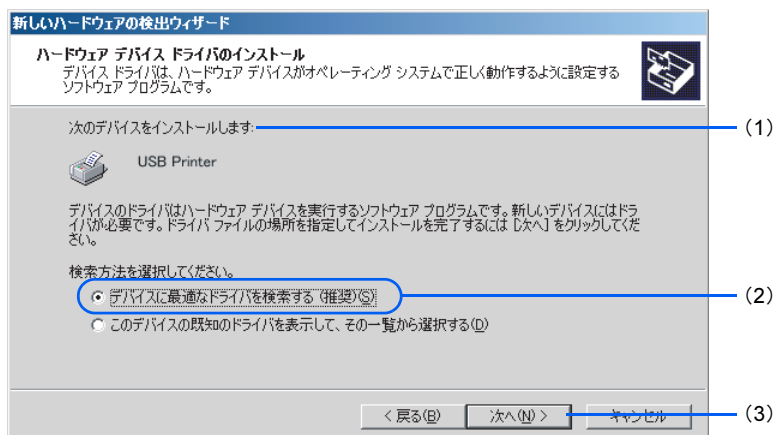 新しいハードウェアの検出ウィザード
ハードウェア デバイス ドライバのインストール
デバイス ドライバは、ハードウェア デバイスがオペレーティング システムで正しく動作するように設定する
ソフトウェア プログラムです。
次のデバイスをインストールします:
(1)
USB Printer
デバイスのドライバはハードウェア デバイスを実行するソフトウェア プログラムです。新しいデバイスにはドラ
イバが必要です。ドライバ ファイルの場所を指定してインストールを完了するには [次へ] をクリックしてくだ
さい。
検索方法を選択してください。
デバイスに最適なドライバを検索する (推奨)(S)
(2)
このデバイスの既知のドライバを表示して、その一覧から選択する(D)
< 戻る(B)
次へ(N) >
キャンセル
(3)